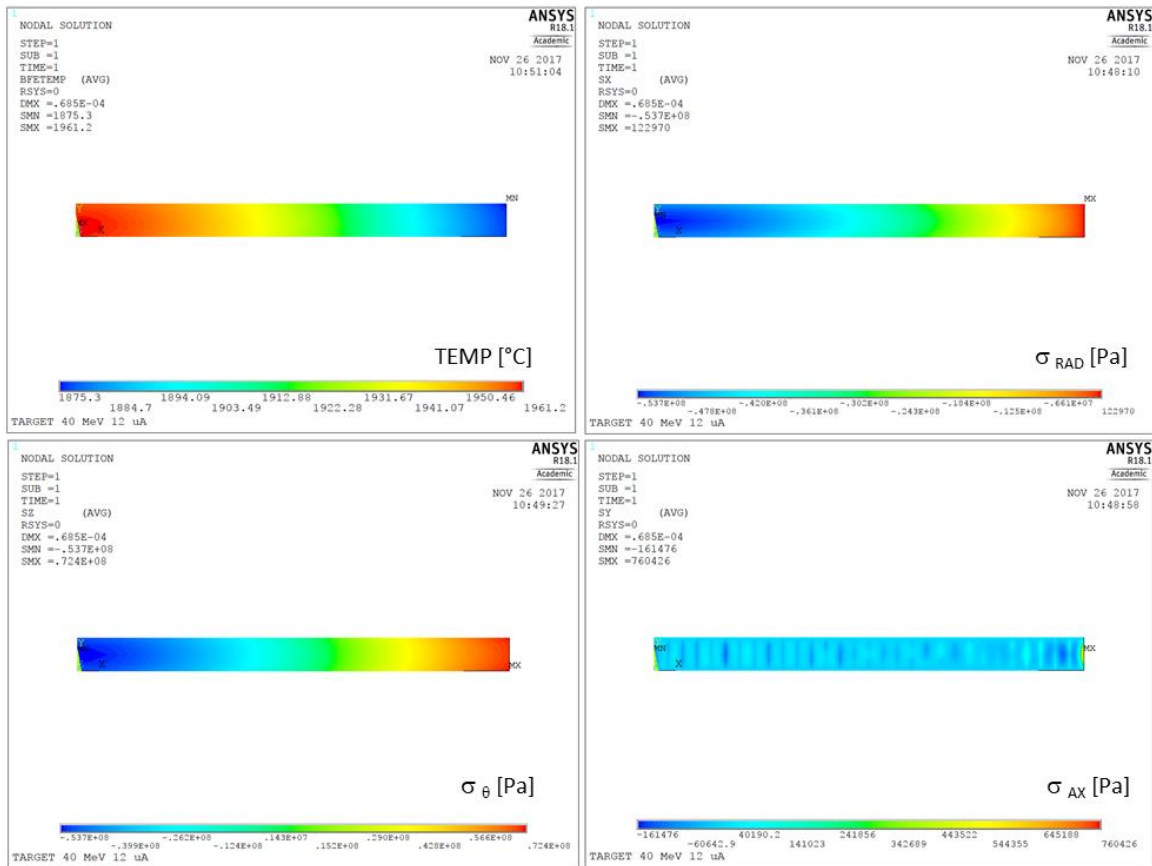 1
ANSYS
R18.1
Academic
NODAL SOLUTION
STEP=1
SUB =1
TIME=1
BFETEMP (AVG)
RSYS=0
DMX =.685E-04
SMN =1875.3
SMX =1961.2
NOV 26 2017
10:51:04
MN
Y
MX
X
TEMP [°C]
1875.3 1894.09 1912.88 1931.67 1950.46
1884.7 1903.49 1922.28 1941.07 1961.2
TARGET 40 MeV 12 uA
1
ANSYS
R18.1
Academic
NODAL SOLUTION
STEP=1
SUB =1
TIME=1
SX (AVG)
RSYS=0
DMX =.685E-04
SMN =-.537E+08
SMX =122970
NOV 26 2017
10:48:10
MX
Y
MN
X
σ RAD [Pa]
-.537E+08 -.420E+08 -.302E+08 -.184E+08 -.661E+07
-.478E+08 -.361E+08 -.243E+08 -.125E+08 122970
TARGET 40 MeV 12 uA
1
ANSYS
R18.1
Academic
NODAL SOLUTION
STEP=1
SUB =1
TIME=1
SZ (AVG)
RSYS=0
DMX =.685E-04
SMN =-.537E+08
SMX =.724E+08
NOV 26 2017
10:49:27
Y
MN
X
MX
σ θ [Pa]
-.537E+08 -.262E+08 .143E+07 .290E+08 .566E+08
-.399E+08 -.124E+08 .152E+08 .428E+08 .724E+08
TARGET 40 MeV 12 uA
1
ANSYS
R18.1
Academic
NODAL SOLUTION
STEP=1
SUB =1
TIME=1
SY (AVG)
RSYS=0
DMX =.685E-04
SMN =-161476
SMX =760426
NOV 26 2017
10:48:58
Y
MN
X
MX
σ AX [Pa]
-161476 40190.2 241856 443522 645188
-60642.9 141023 342689 544355 760426
TARGET 40 MeV 12 uA